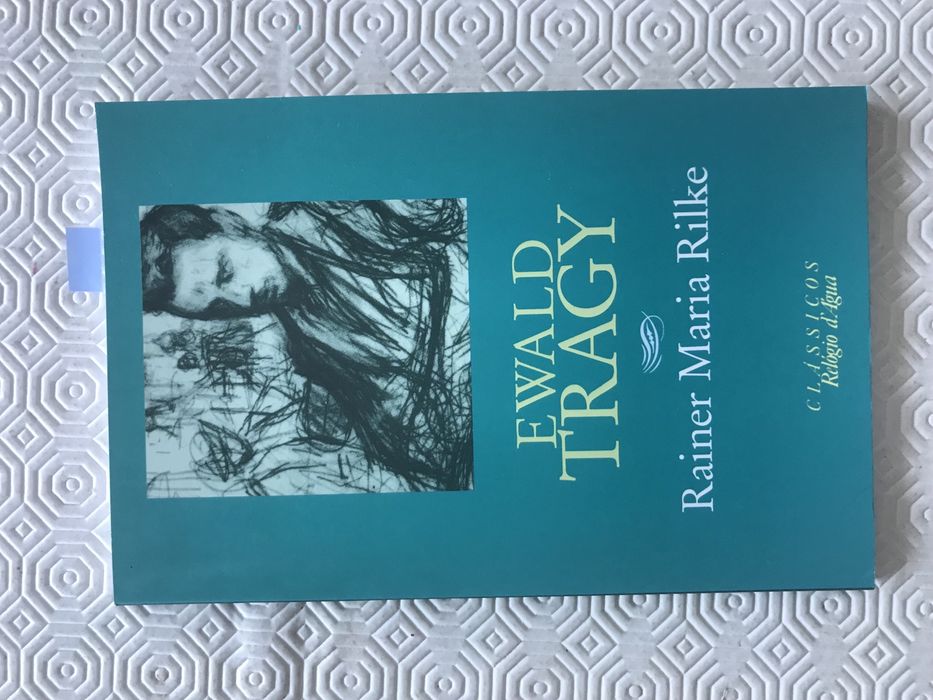 EWALD
TRAGY
Rainer Maria Rilke
CLÁSSICOS
Relógio d'Água